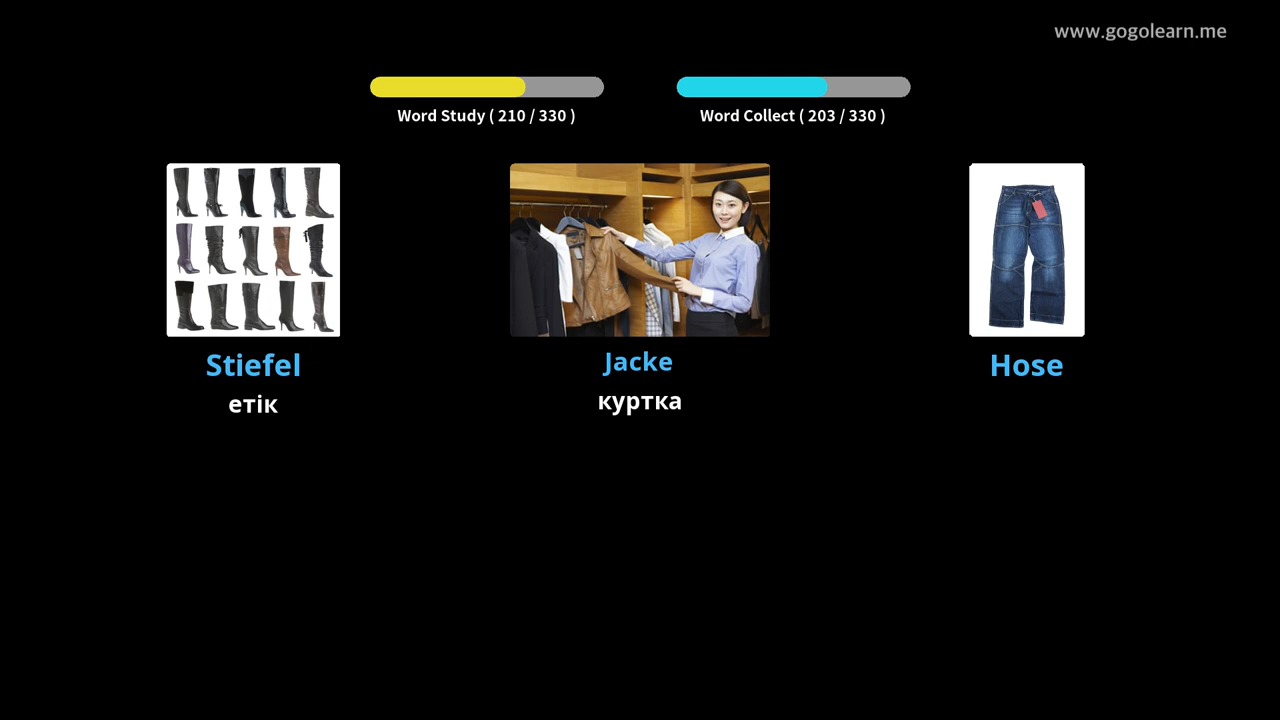 www.gogolearn.me
Word Study ( 210 / 330 )
Word Collect ( 203 / 330 )
Stiefel
етік
Jacke
куртка
Hose